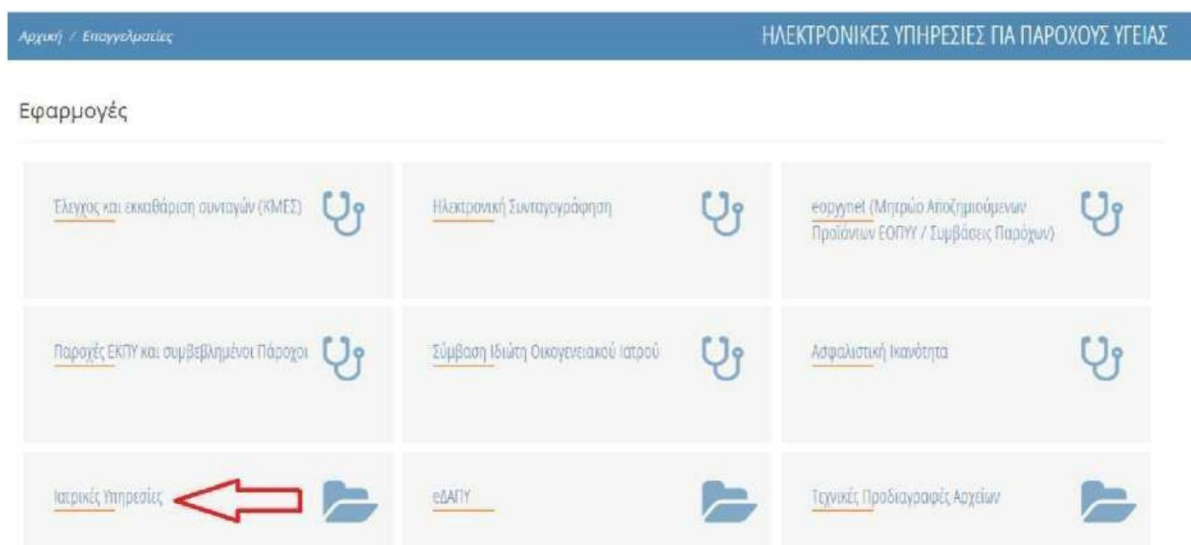 Αρχική / Επαγγελματίες
ΗΛΕΚΤΡΟΝΙΚΕΣ ΥΠΗΡΕΣΙΕΣ ΓΙΑ ΠΑΡΟΧΟΥΣ ΥΓΕΙΑΣ
Εφαρμογές
Έλεγχος και εκκαθάριση συνταγών (ΚΜΕΣ)
Ηλεκτρονική Συνταγογράφηση
eopyynet (Μητρώο Αποζημιούμενων
Προϊόντων ΕΟΠΥΥ / Συμβάσεις Παρόχων)
Παροχές ΕΚΠΥ και συμβεβλημένοι Πάροχοι
Σύμβαση Ιδιώτη Οικογενειακού Ιατρού
Ασφαλιστική Ικανότητα
Ιατρικές Υπηρεσίες
eΔΑΠΥ
Τεχνικές Προδιαγραφές Αρχείων